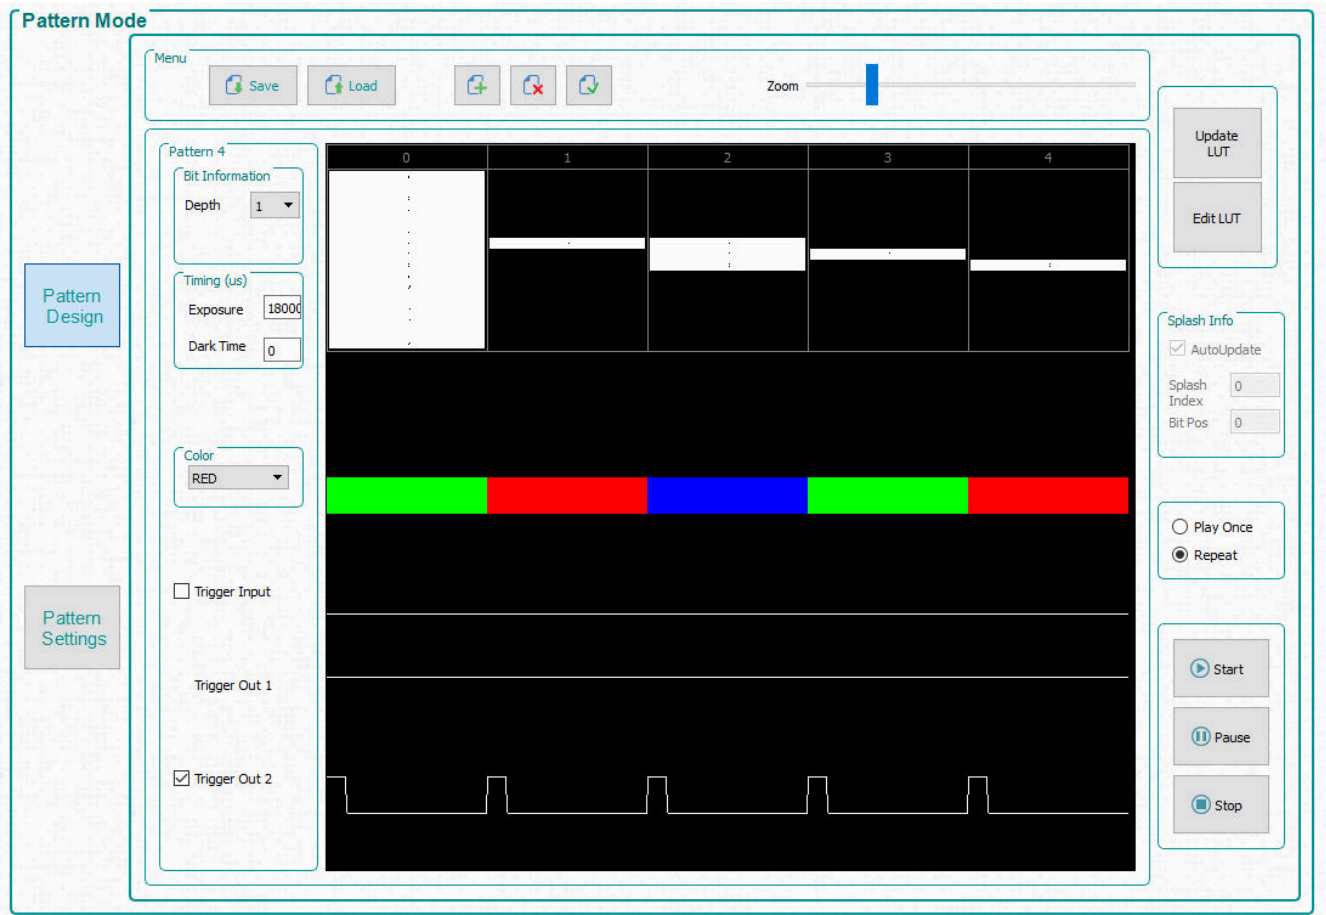 Pattern Mode
Menu
Save
Load
Zoom
Pattern 4
Bit Information
Depth
1
Timing (us)
Exposure
18000
Dark Time
0
Color
RED
Trigger Input
Trigger Out 1
Trigger Out 2
0
1
2
3
4
Pattern
Design
Pattern
Settings
Update
LUT
Edit LUT
Splash Info
AutoUpdate
Splash
Index
0
Bit Pos
0
Play Once
Repeat
Start
Pause
Stop